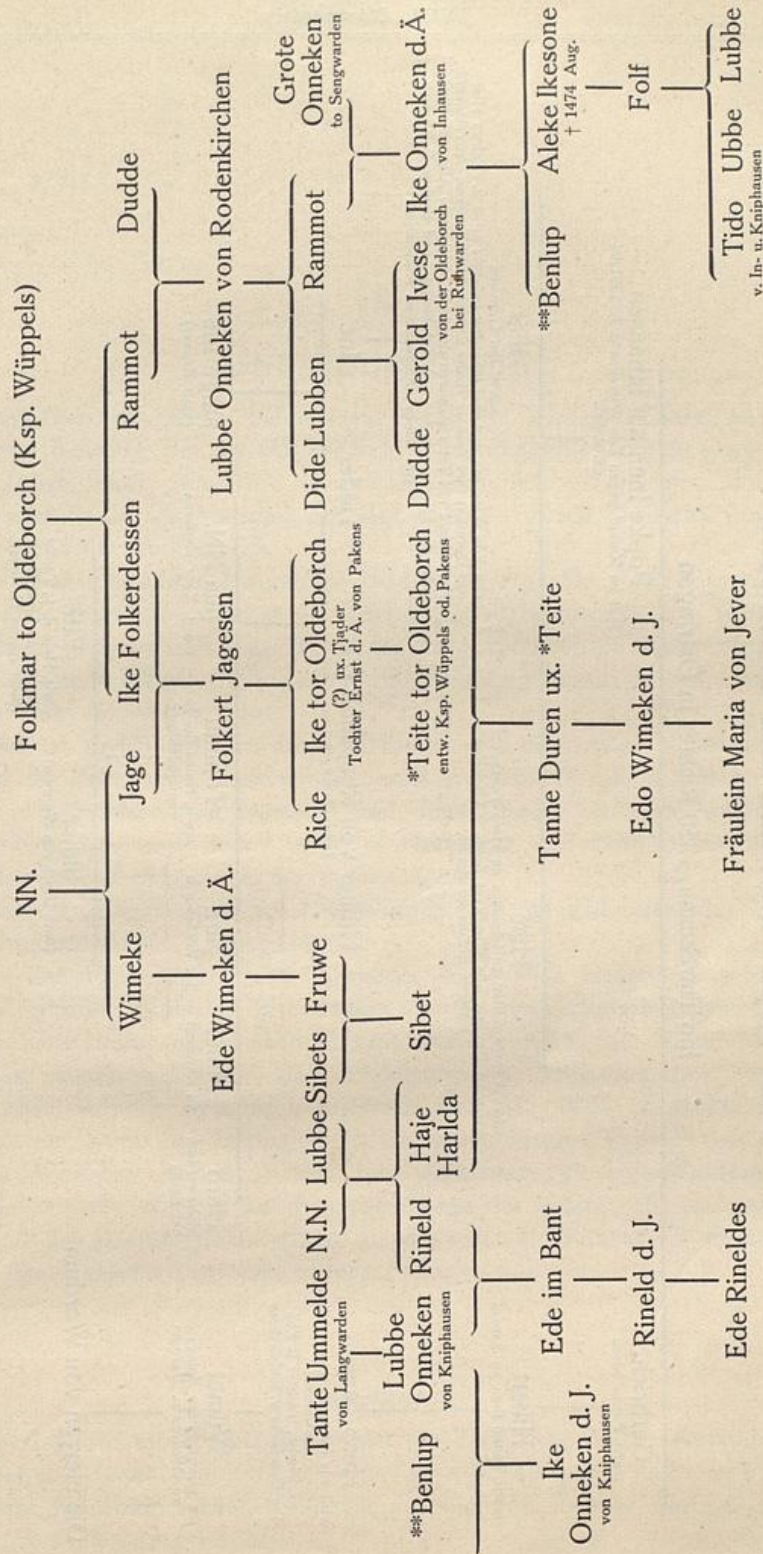 NN. Folkmar to Oldeborch (Ksp. Wüppels)
Wimeke Jage Ike Folkerdessen Rammot Dudde
Ede Wimeken d. Ä. Folkert Jagesen Lubbe Onneken von Rodenkirchen
Tante Ummelde N.N. Lubbe Sibets Fruwe Ricle Ike tor Oldeborch Dide Lubben Rammot Grote Onneken
von Langwarden
(?) ux. Tjader
Tochter Ernst d. Ä. von Pakens
to Sengwarden
**Benlup Lubbe Onneken Rineld Haje Harlda Sibet *Teite tor Oldeborch Dudde Gerold Ivese Ike Onneken d.Ä.
von Kniphausen
entw. Ksp. Wüppels od. Pakens
von der Oldeborch
bei Ruhwarden
von Inhausen
Ike Onneken d. J. Ede im Bant Tanne Duren ux. *Teite **Benlup Aleke Ikesone
von Kniphausen
† 1474 Aug.
Rineld d. J. Edo Wimeken d. J. Folf
Ede Rineldes Fräulein Maria von Jever Tido Ubbe Lubbe
v. In- u. Kniphausen